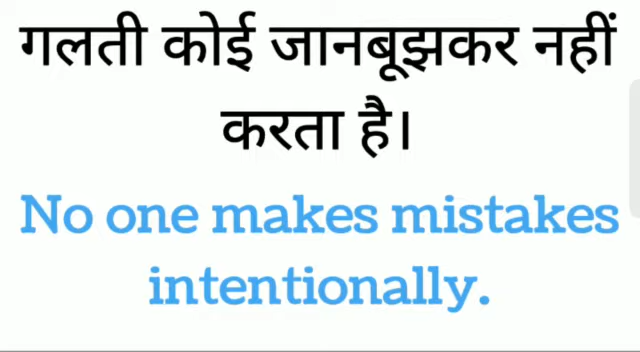 गलती कोई जानबूझकर नहीं
करता है।
No one makes mistakes
intentionally.